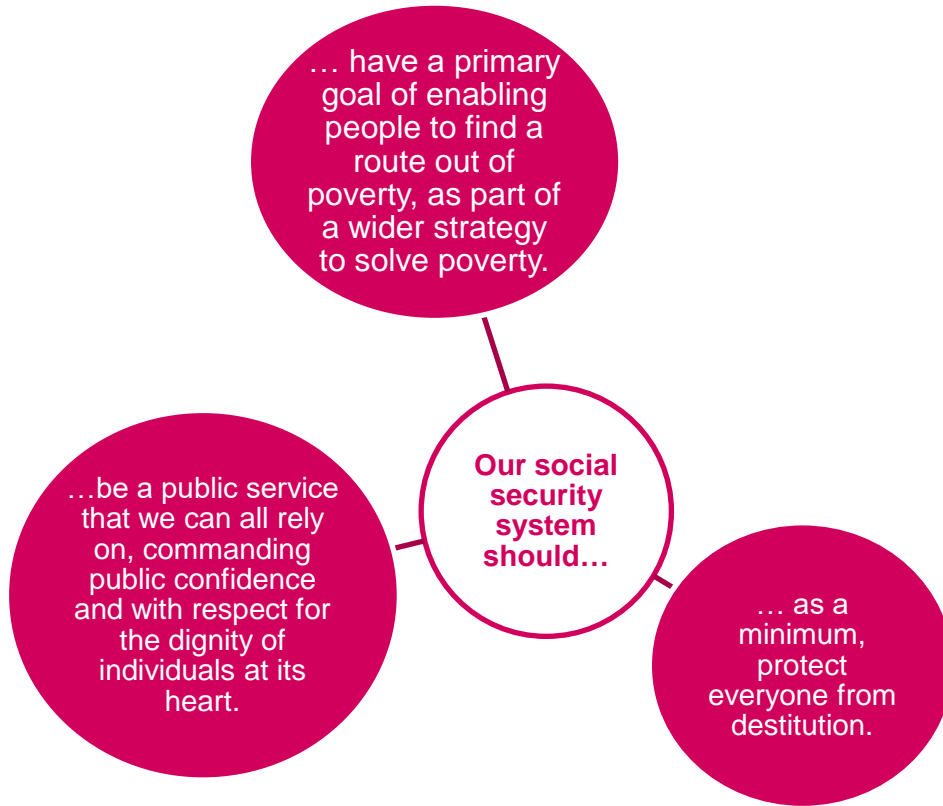 … have a primary
goal of enabling
people to find a
route out of
poverty, as part of
a wider strategy
to solve poverty.
Our social
security
system
should…
…be a public service
that we can all rely
on, commanding
public confidence
and with respect for
the dignity of
individuals at its
heart.
… as a
minimum,
protect
everyone from
destitution.